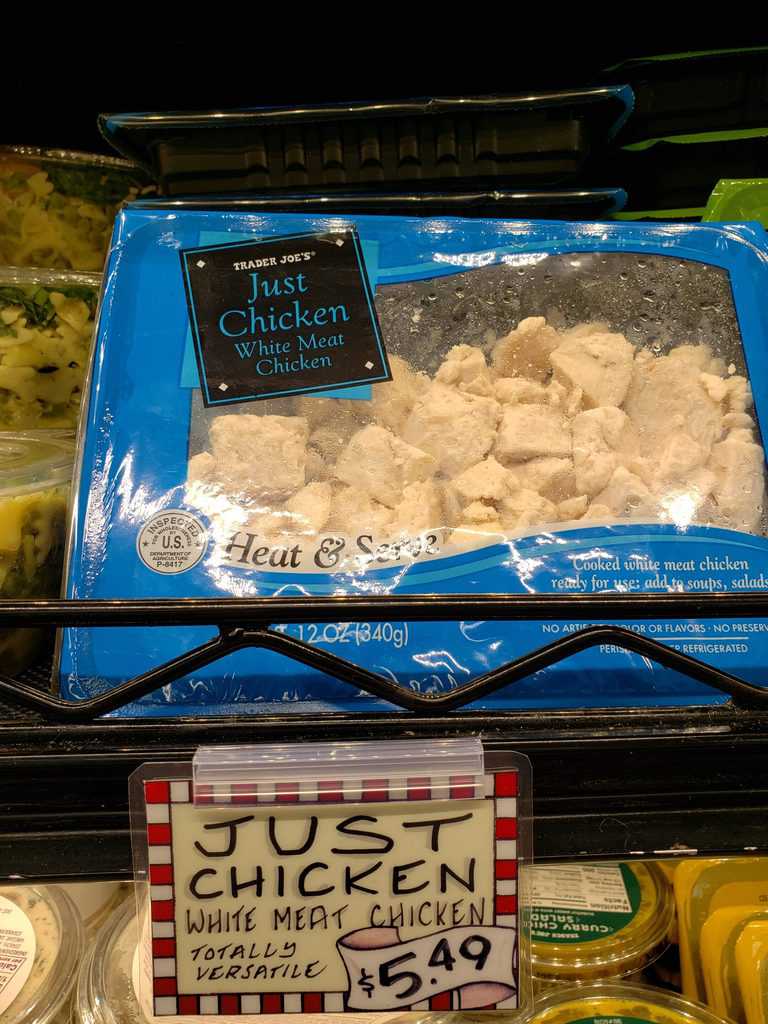 TRADER JOE'S®
Just
Chicken
White Meat
Chicken
INSPECTED
U.S.
DEPARTMENT OF
AGRICULTURE
P-8417
Heat & Serve
Cooked white meat chicken
ready for use: add to soups, salads
12 OZ (340g)
NO COLOR OR FLAVORS · NO
REFRIGERATED
JUST
CHICKEN
WHITE MEAT CHICKEN
TOTALLY
VERSATILE
$5.49
CURRY CHICKEN
SALAD
Nutrition
Facts